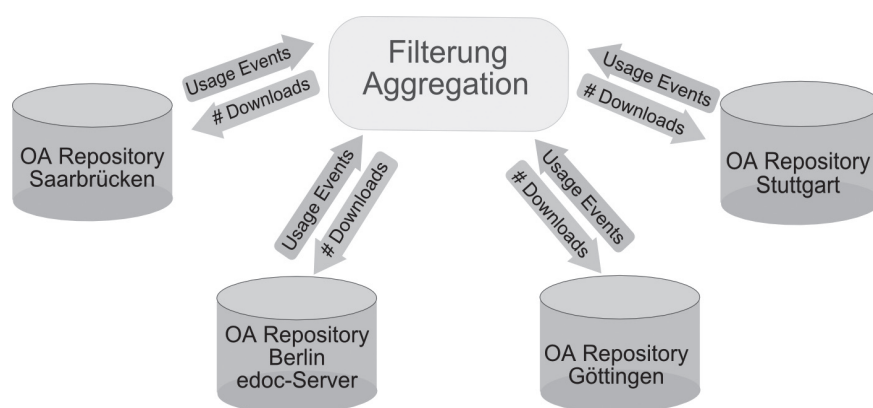 Filterung
Aggregation
Usage Events
# Downloads
Usage Events
# Downloads
OA Repository
Saarbrücken
OA Repository
Stuttgart
Usage Events
# Downloads
# Downloads
Usage Events
OA Repository
Berlin
edoc-Server
OA Repository
Göttingen